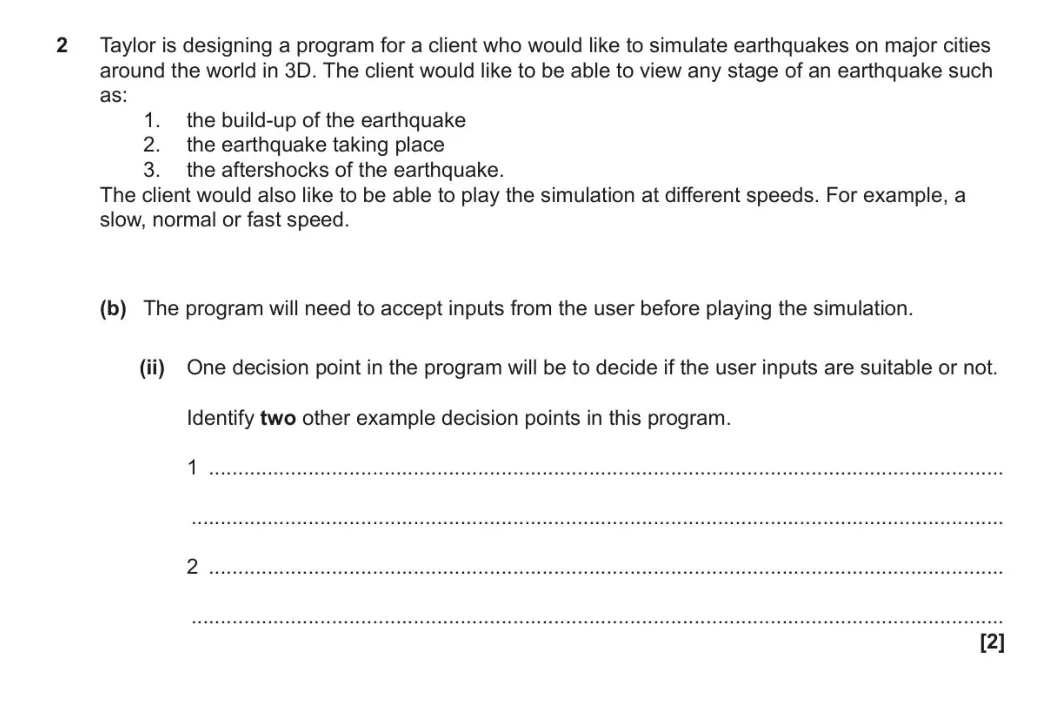 2 Taylor is designing a program for a client who would like to simulate earthquakes on major cities
around the world in 3D. The client would like to be able to view any stage of an earthquake such
as:
1. the build-up of the earthquake
2. the earthquake taking place
3. the aftershocks of the earthquake.
The client would also like to be able to play the simulation at different speeds. For example, a
slow, normal or fast speed.
(b) The program will need to accept inputs from the user before playing the simulation.
(ii) One decision point in the program will be to decide if the user inputs are suitable or not.
Identify two other example decision points in this program.
1 ........................................................................................................................................
........................................................................................................................................
2 ........................................................................................................................................
........................................................................................................................................
[2]